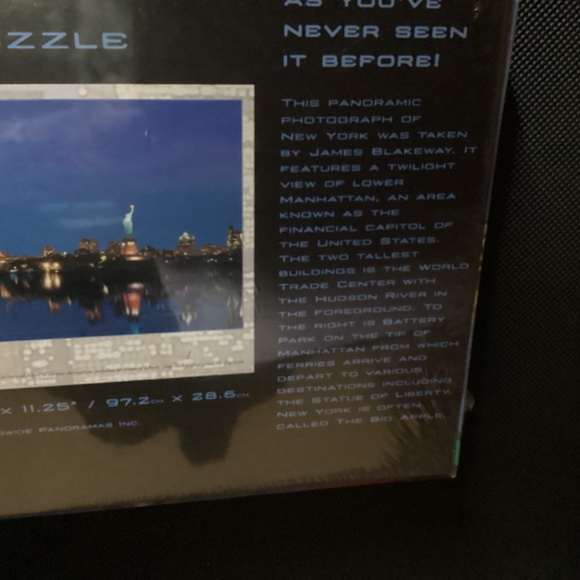 ZZLE
AS YOU'VE
NEVER SEEN
IT BEFORE!
THIS PANORAMIC
PHOTOGRAPH OF
NEW YORK WAS TAKEN
BY JAMES BLAKEWAY. IT
FEATURES A TWILIGHT
VIEW OF LOWER
MANHATTAN, AN AREA
KNOWN AS THE
FINANCIAL CAPITOL OF
THE UNITED STATES.
THE TWO TALLEST
BUILDINGS IS THE WORLD
TRADE CENTER WITH
THE HUDSON RIVER IN
THE FOREGROUND. TO
THE RIGHT IS BATTERY
PARK ON THE TIP OF
MANHATTAN FROM WHICH
FERRIES ARRIVE AND
DEPART TO VARIOUS
DESTINATIONS INCLUDING
THE STATUE OF LIBERTY.
NEW YORK IS OFTEN
CALLED THE BIG APPLE.
X 11.25" / 97.2CM X 28.6CM
DWIDE PANORAMAS INC.